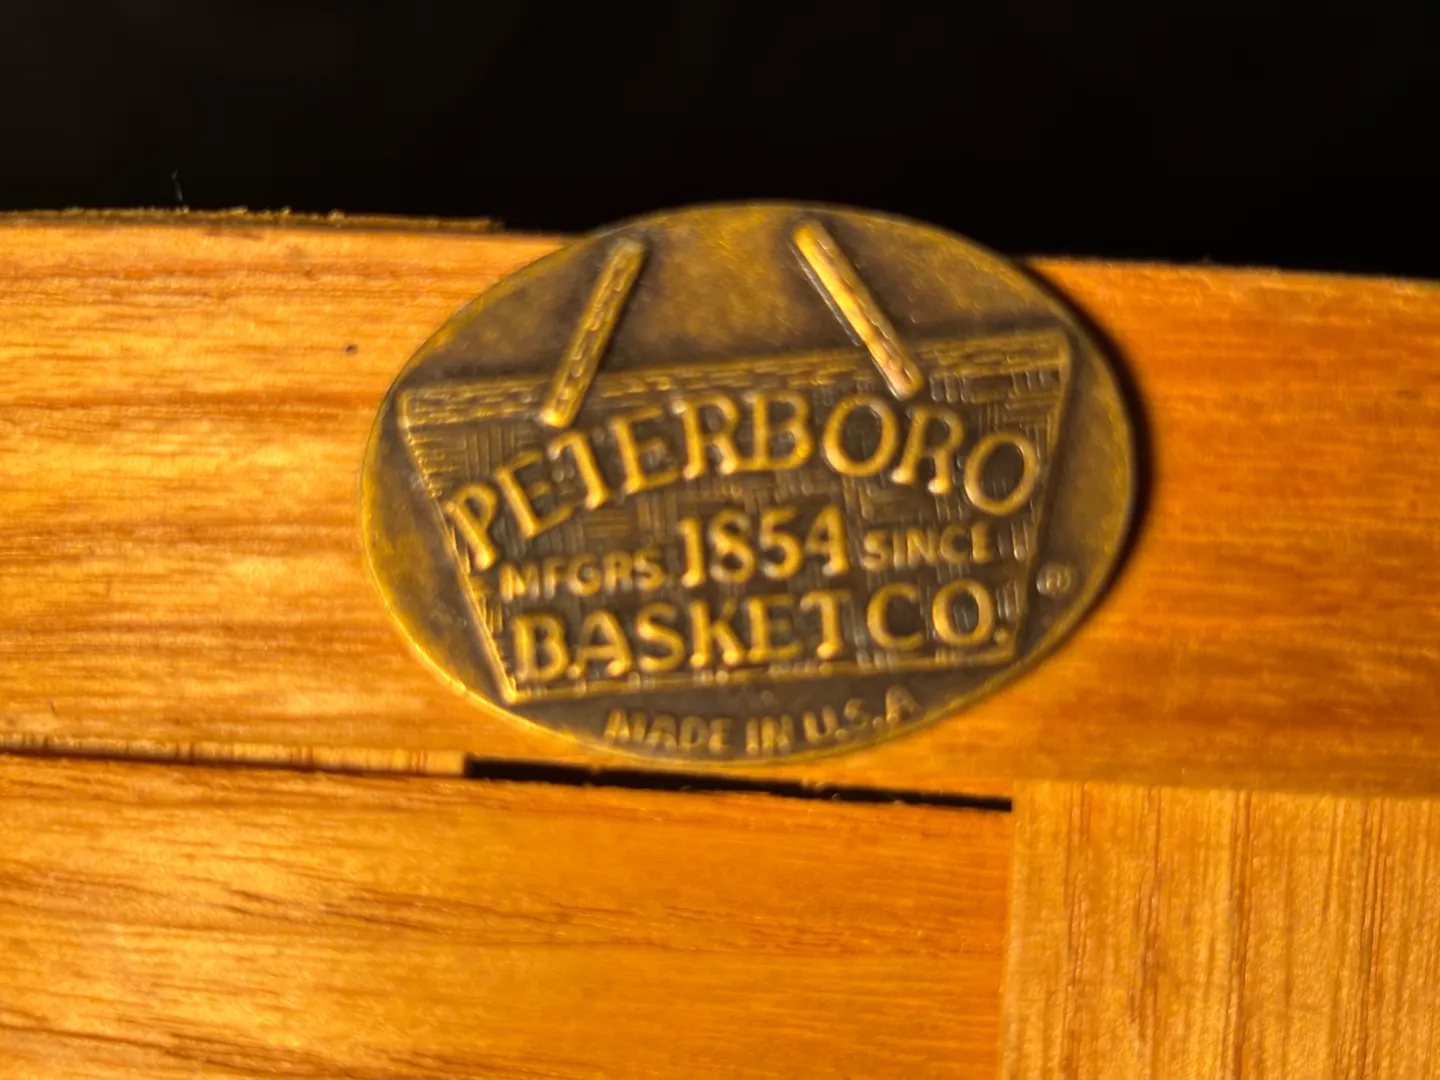 PETERBORO
MFGRS. 1854 SINCE
BASKET CO.
®
MADE IN U.S.A